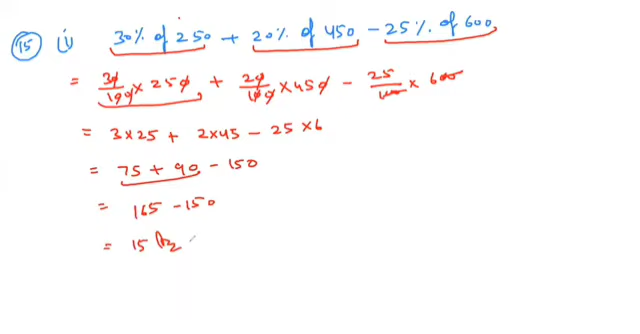 15 (i) 30% of 250 + 20% of 450 - 25% of 600
= 30/100 × 250 + 20/100 × 450 - 25/100 × 600
= 3×25 + 2×45 - 25×6
= 75 + 90 - 150
= 165 - 150
= 15